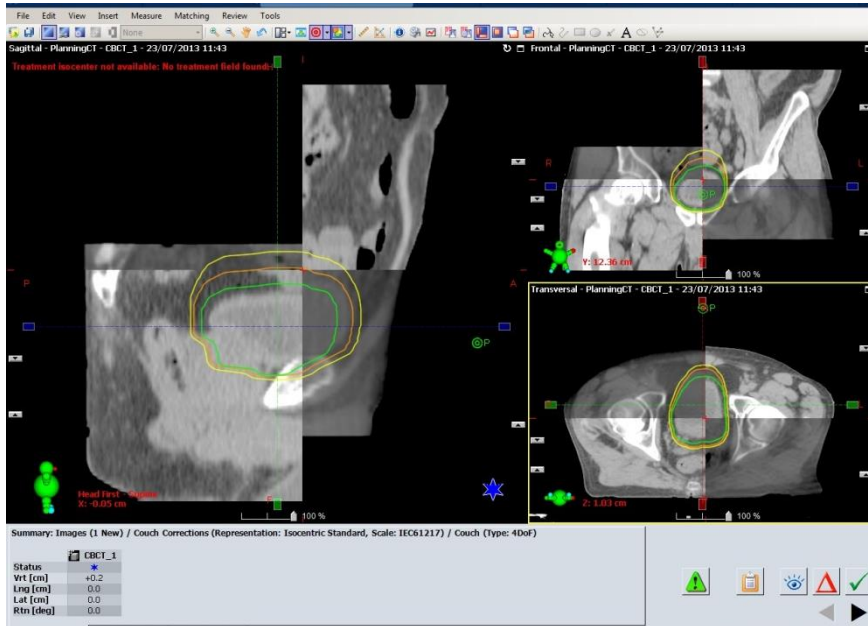 File Edit View Insert Measure Matching Review Tools
None
Sagittal - PlanningCT - CBCT_1 - 23/07/2013 11:43
Treatment isocenter not available: No treatment field found.
P
A
P
Head First - Supine
X: -0.05 cm
100 %
Frontal - PlanningCT - CBCT_1 - 23/07/2013 11:43
R
L
P
Y: 12.36 cm
100 %
Transversal - PlanningCT - CBCT_1 - 23/07/2013 11:43
P
Z: 1.03 cm
100 %
Summary: Images (1 New) / Couch Corrections (Representation: Isocentric Standard, Scale: IEC61217) / Couch (Type: 4DoF)
CBCT_1
Status
Vrt [cm] +0.2
Lng [cm] 0.0
Lat [cm] 0.0
Rtn [deg] 0.0